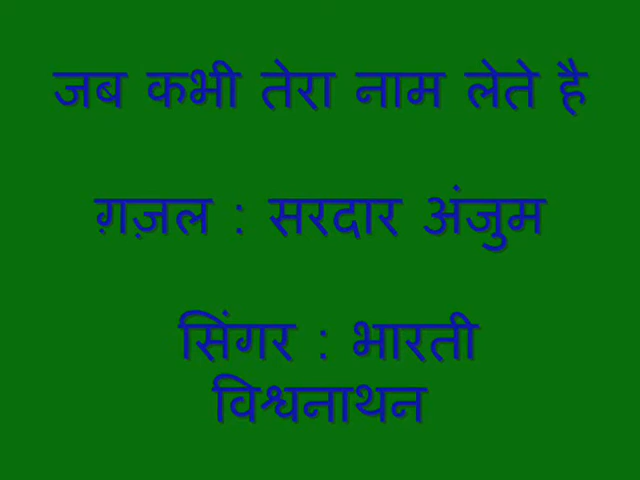 जब कभी तेरा नाम लेते है
ग़ज़ल : सरदार अंजुम
सिंगर : भारती
विश्वनाथन